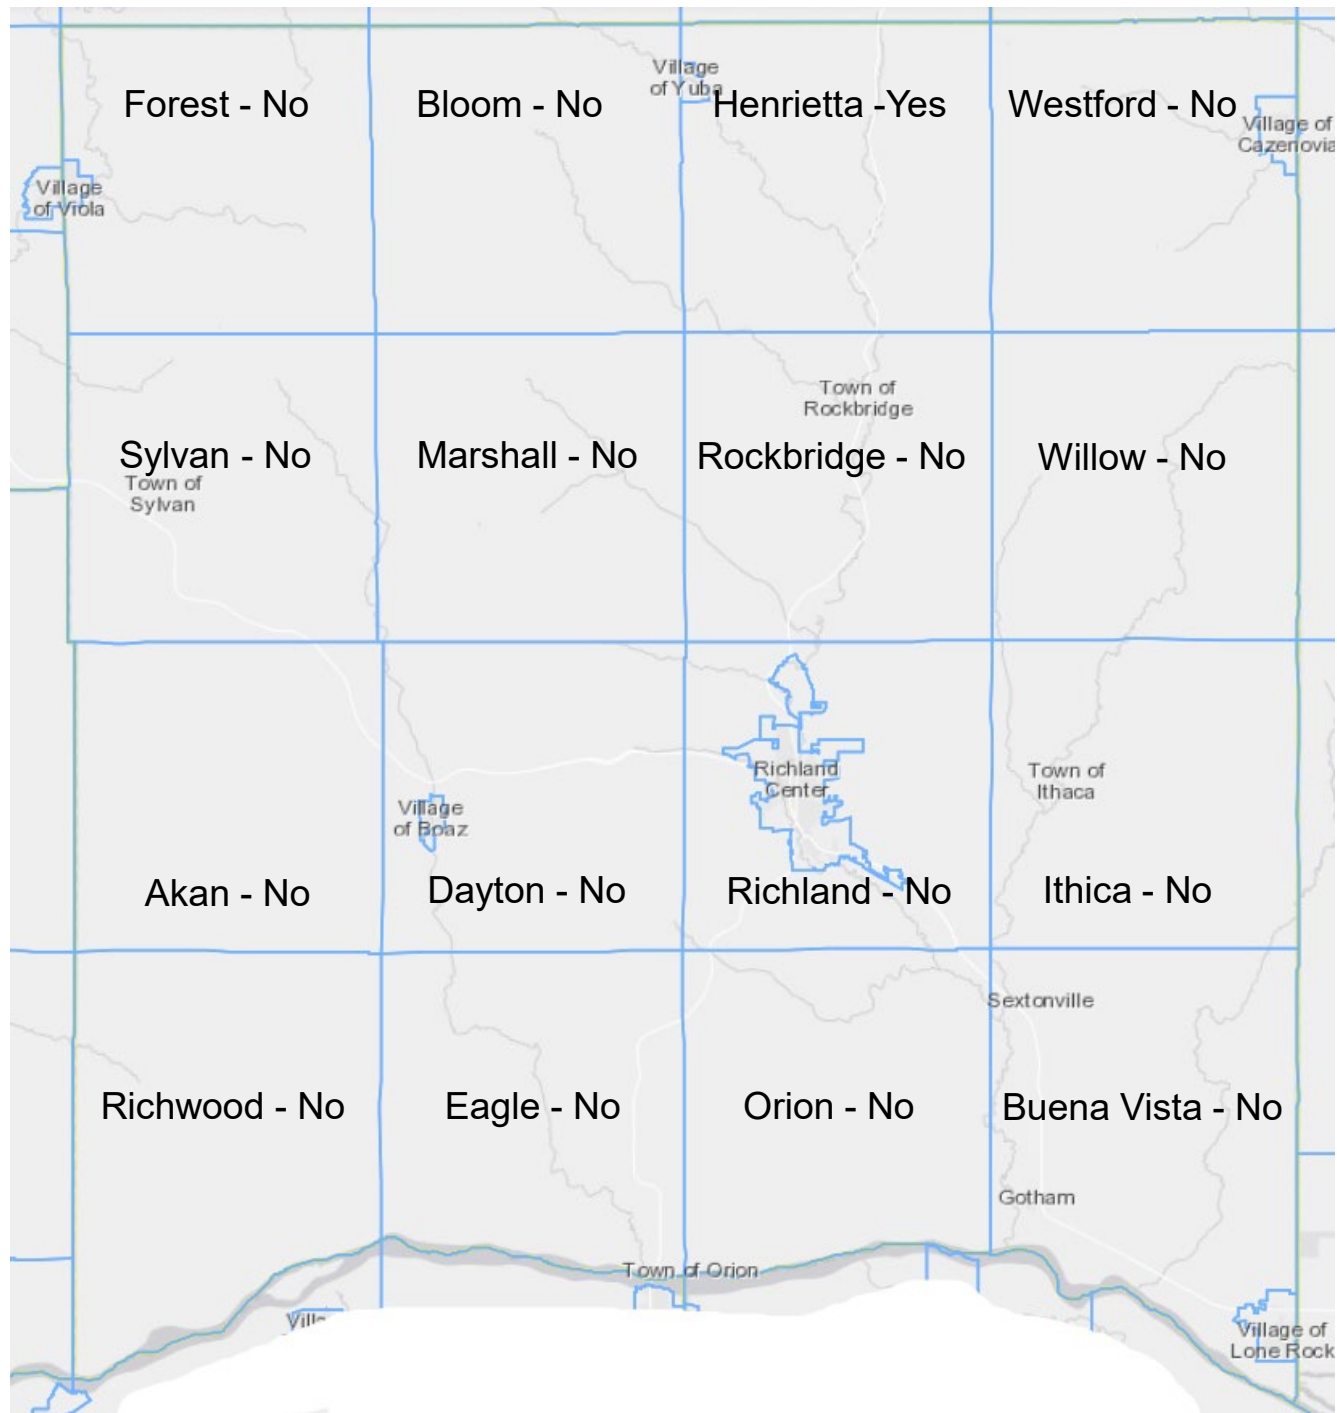 Village
of Yuba
Forest - No
Bloom - No
Henrietta -Yes
Westford - No
Village of
Cazenovia
Village
of Viola
Town of
Rockbridge
Sylvan - No
Marshall - No
Rockbridge - No
Willow - No
Town of
Sylvan
Richland
Center
Town of
Ithaca
Village
of Boaz
Akan - No
Dayton - No
Richland - No
Ithica - No
Sextonville
Richwood - No
Eagle - No
Orion - No
Buena Vista - No
Gotham
Town of Orion
Village of
Lone Rock